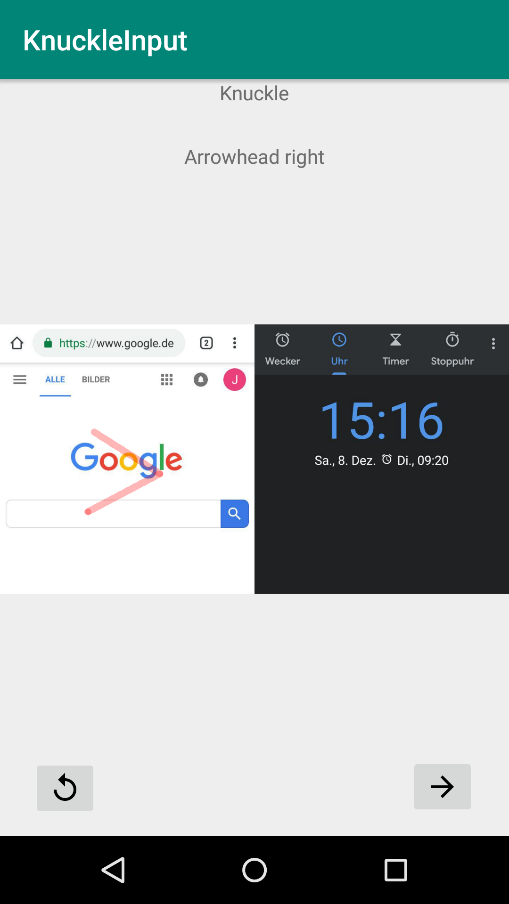 KnuckleInput
Knuckle
Arrowhead right
https://www.google.de 2
ALLE BILDER J
Google
Wecker Uhr Timer Stoppuhr
15:16
Sa., 8. Dez. Di., 09:20